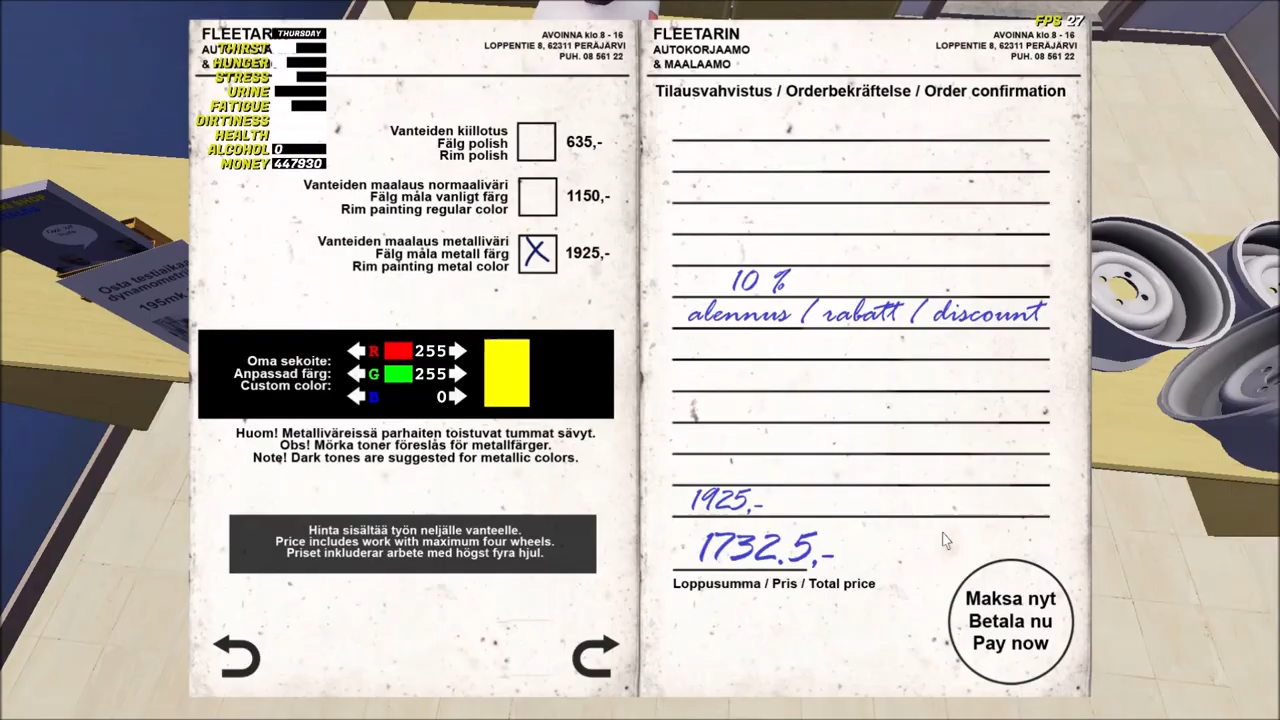 FLEETARIN
AUTOKORJAAMO
& MAALAAMO
AVOINNA klo 8 - 16
LOPPENTIE 8, 62311 PERÄJÄRVI
PUH. 08 561 22
Tilausvahvistus / Orderbekräftelse / Order confirmation
10 %
alennus / rabatt / discount
1925,-
1732.5,-
Loppusumma / Pris / Total price
Maksa nyt
Betala nu
Pay now
FPS 27
THURSDAY
THIRST
HUNGER
STRESS
URINE
FATIGUE
DIRTINESS
HEALTH
ALCOHOL 0
MONEY 447930
AVOINNA klo 8 - 16
LOPPENTIE 8, 62311 PERÄJÄRVI
PUH. 08 561 22
Vanteiden kiillotus
Fälg polish
Rim polish
635,-
Vanteiden maalaus normaaliväri
Fälg måla vanligt färg
Rim painting regular color
1150,-
Vanteiden maalaus metalliväri
Fälg måla metall färg
Rim painting metal color
X
1925,-
Oma sekoite:
Anpassad färg:
Custom color:
R 255
G 255
B 0
Huom! Metalliväreissä parhaiten toistuvat tummat sävyt.
Obs! Mörka toner föreslås för metallfärger.
Note! Dark tones are suggested for metallic colors.
Hinta sisältää työn neljälle vanteelle.
Price includes work with maximum four wheels.
Priset inkluderar arbete med högst fyra hjul.
Osta testiaikaa
195mk